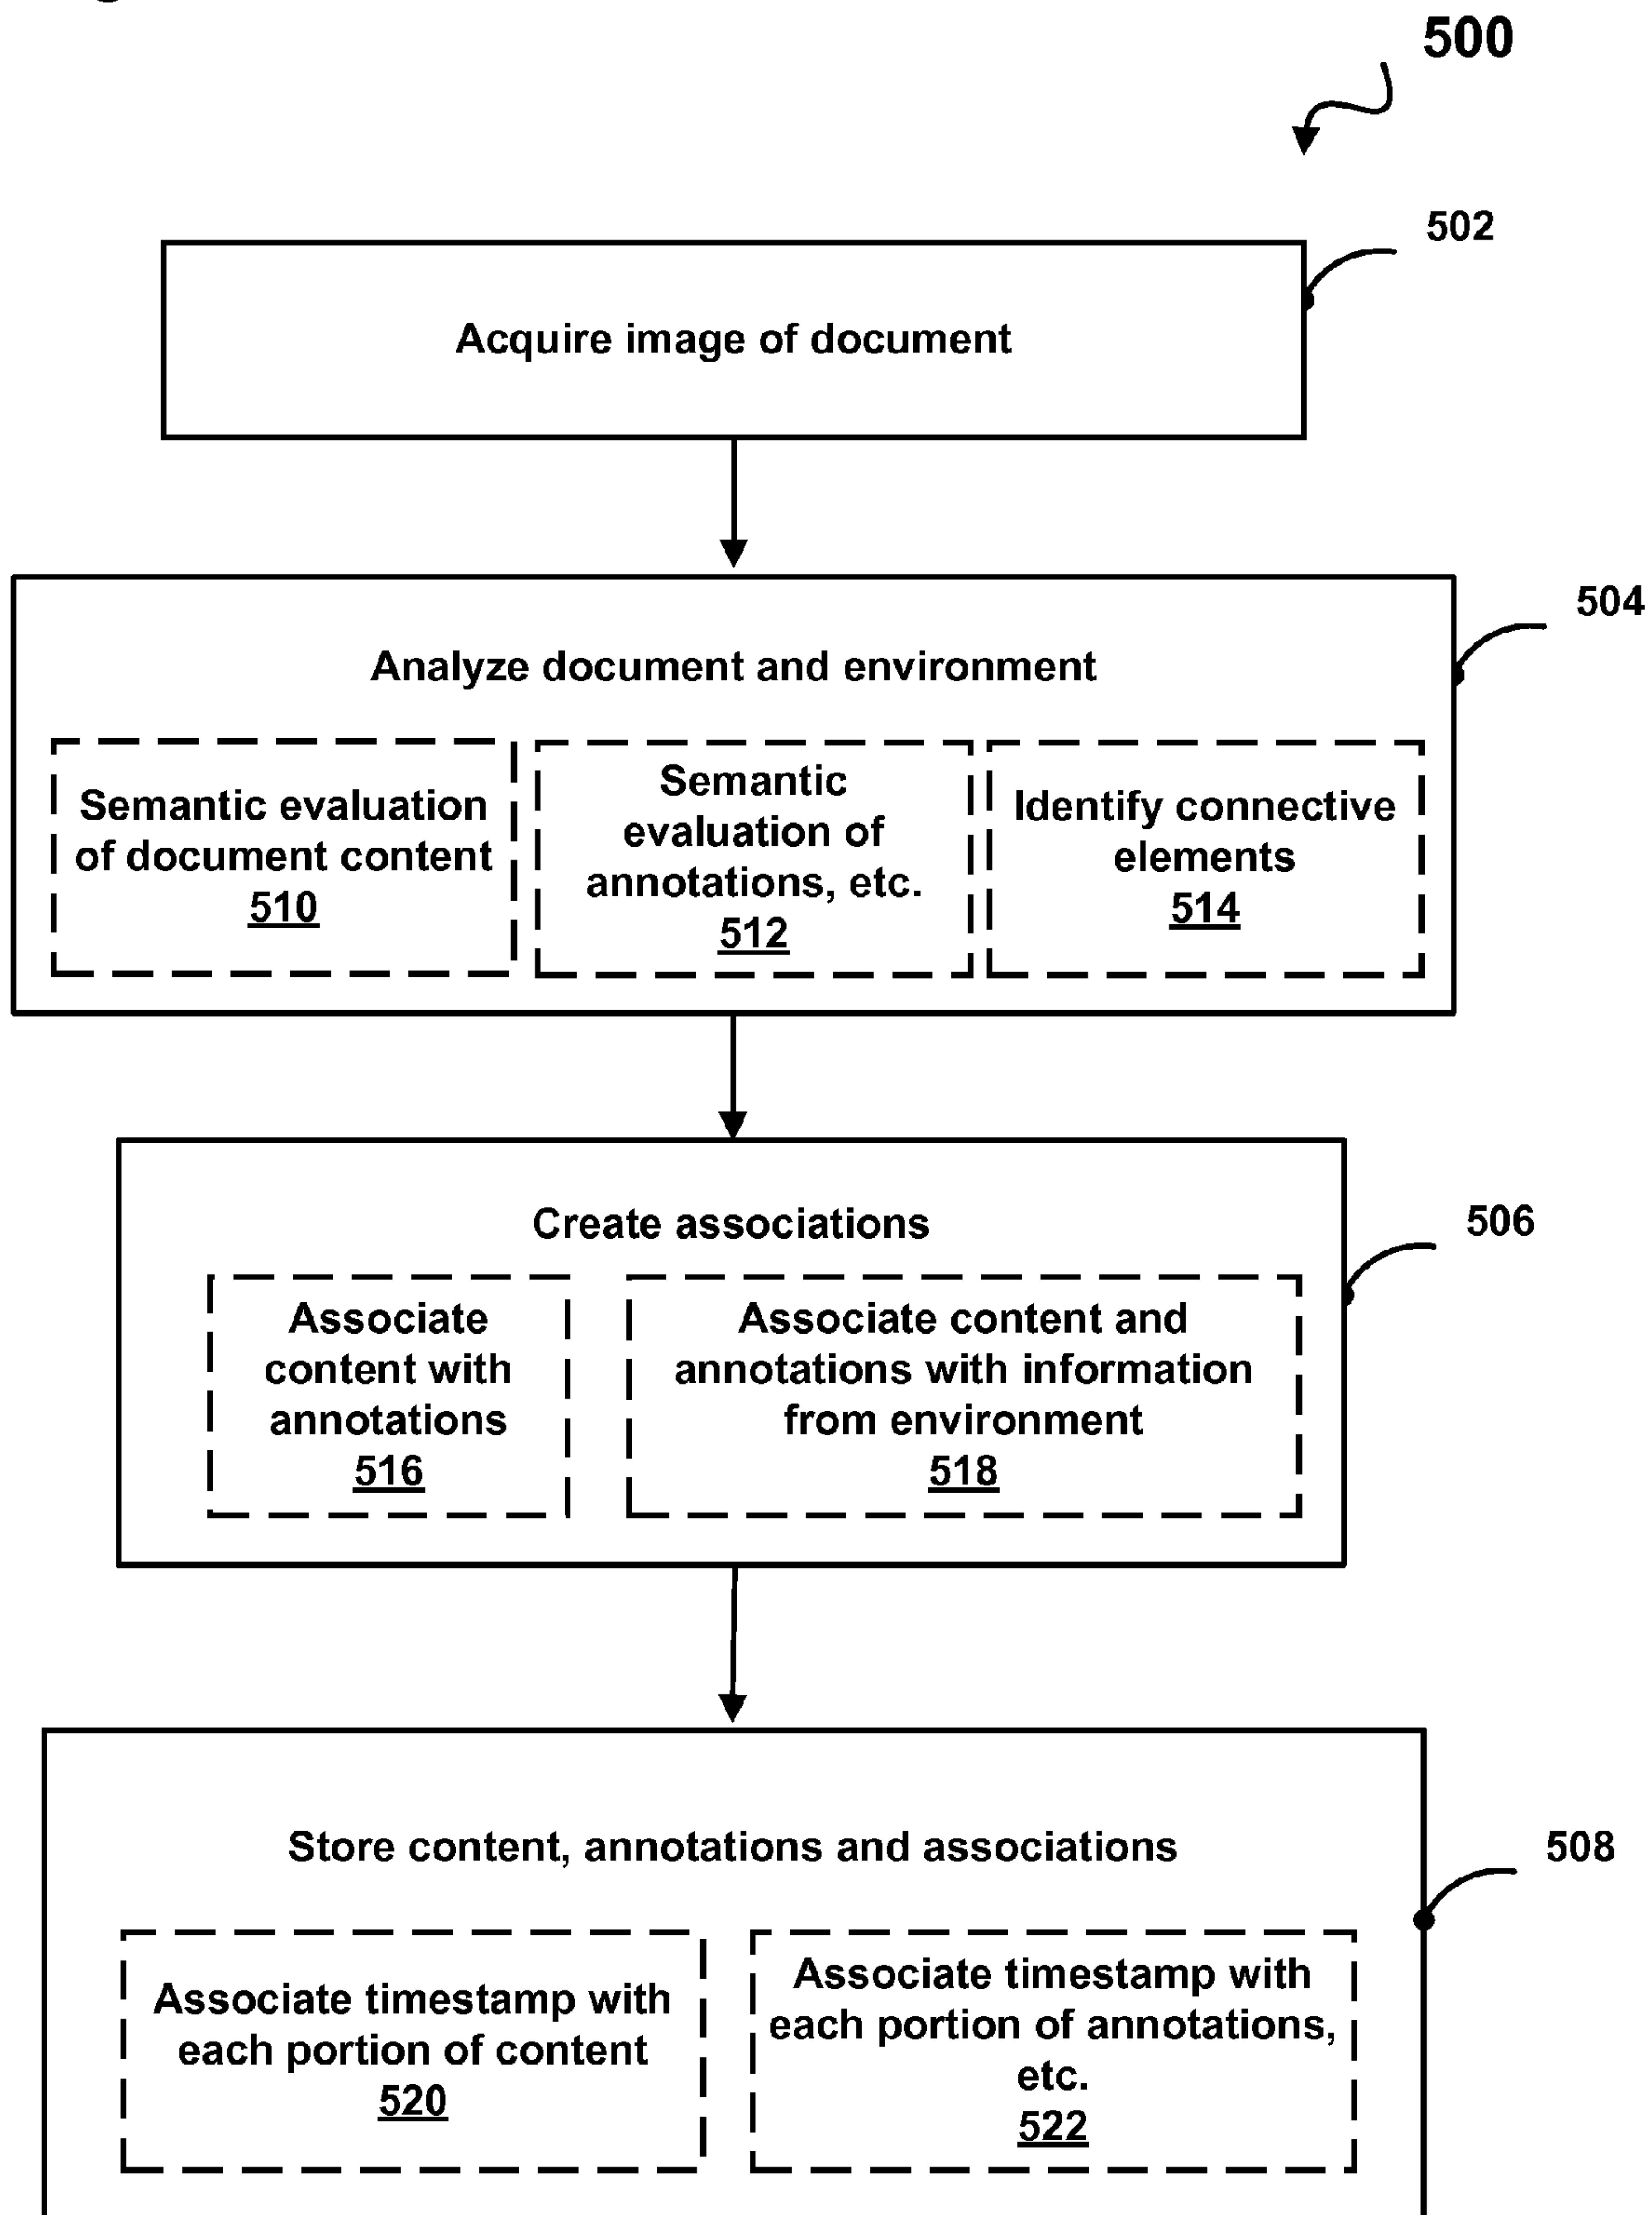 500
502
Acquire image of document
504
Analyze document and environment
Semantic evaluation
of document content
510
Semantic
evaluation of
annotations, etc.
512
Identify connective
elements
514
506
Create associations
Associate
content with
annotations
516
Associate content and
annotations with information
from environment
518
508
Store content, annotations and associations
Associate timestamp with
each portion of content
520
Associate timestamp with
each portion of annotations,
etc.
522